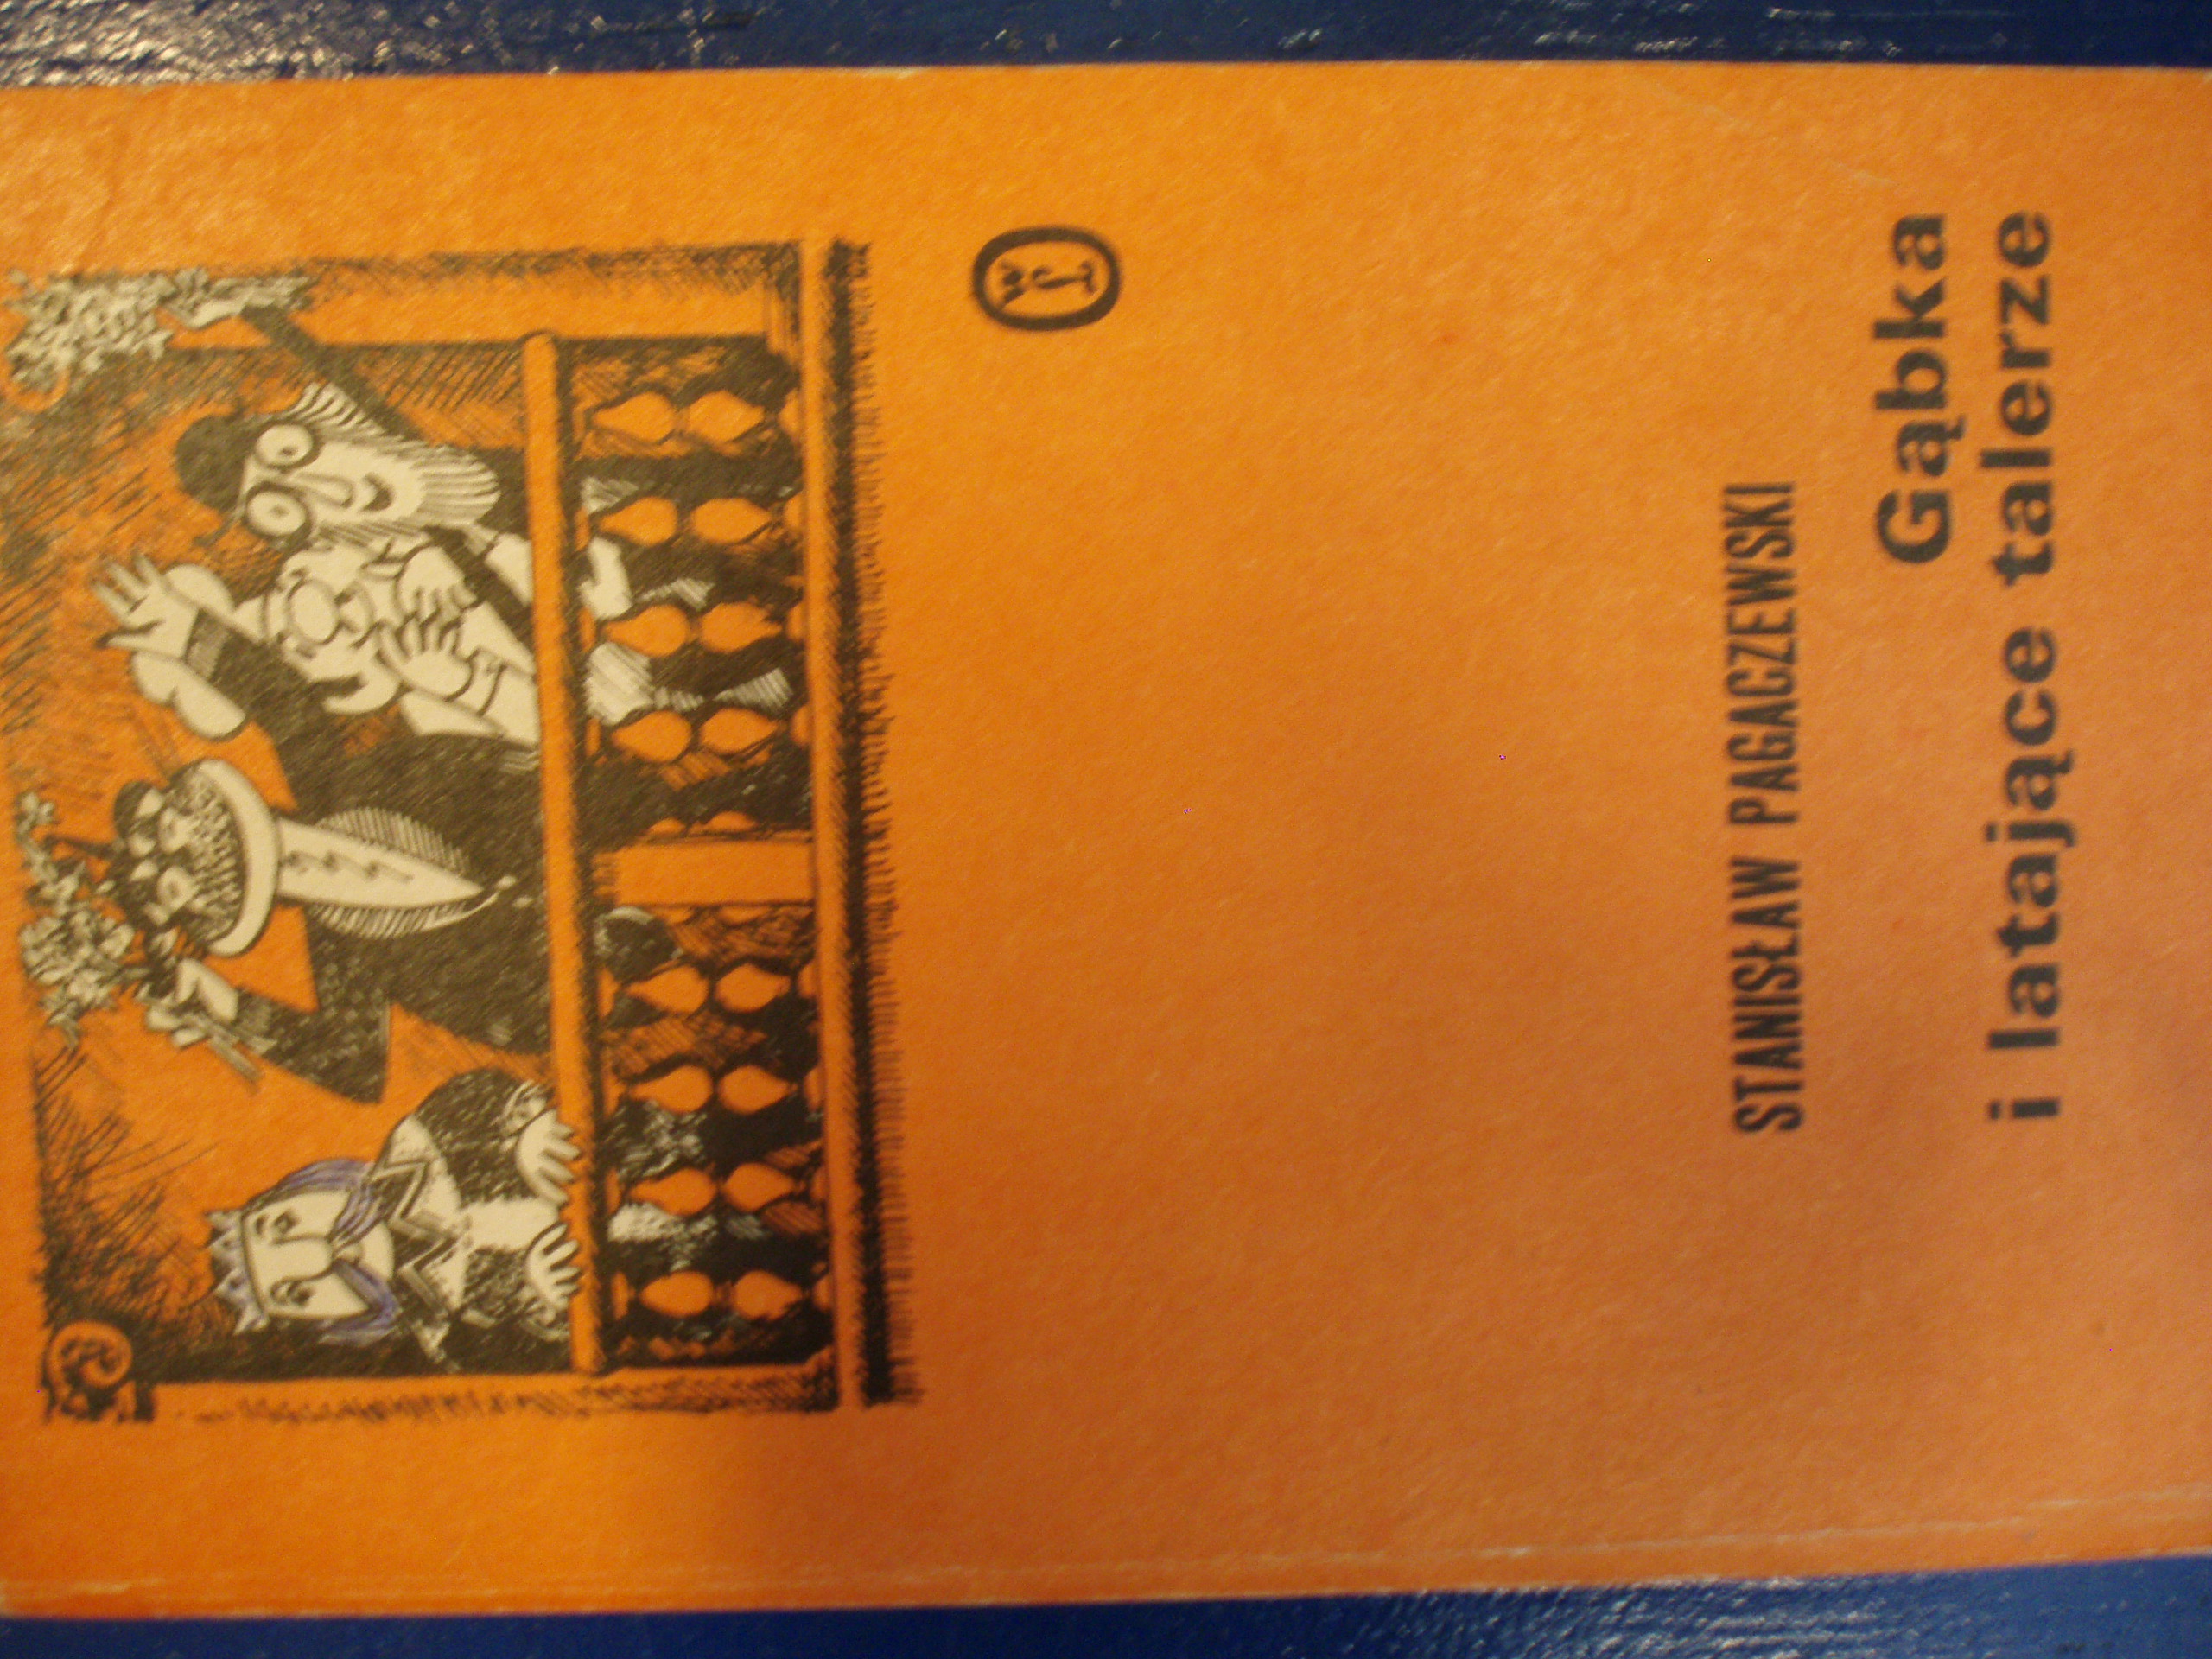 STANISŁAW PAGACZEWSKI
Gąbka
i latające talerze